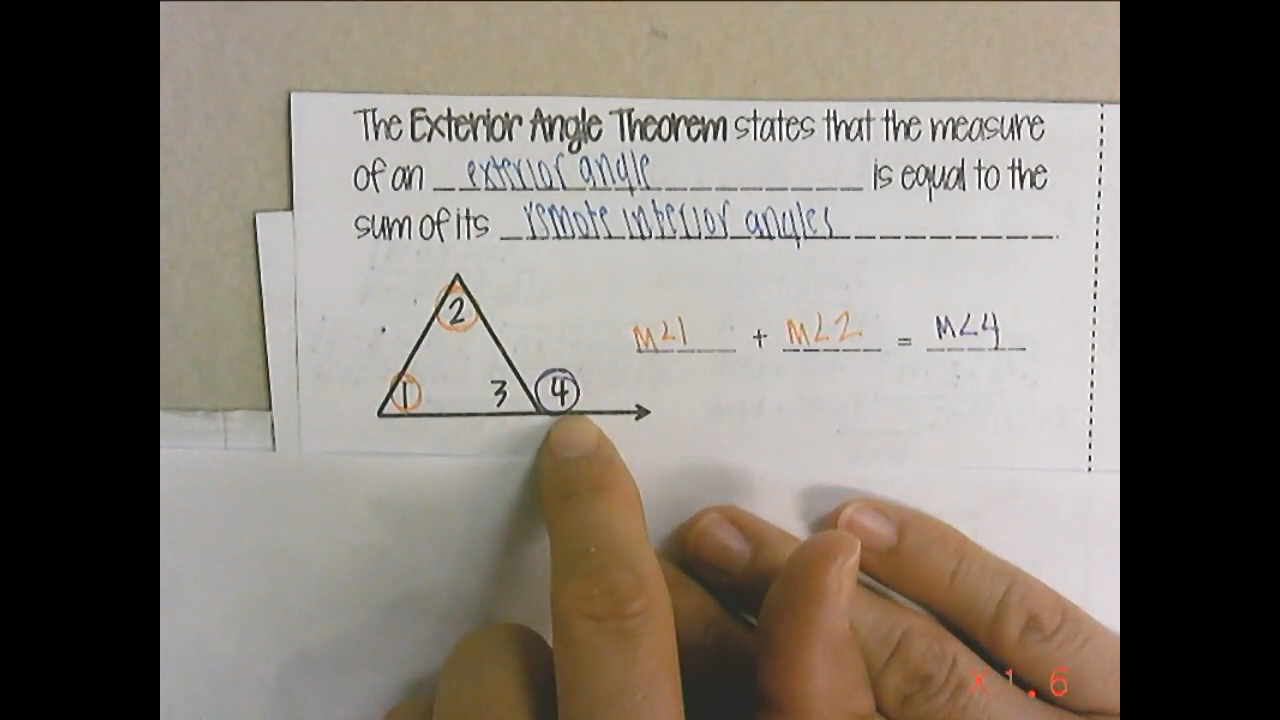 The Exterior Angle Theorem states that the measure
of an exterior angle is equal to the
sum of its remote interior angles.
2
m∠1 + m∠2 = m∠4
1 3 4
X1.6